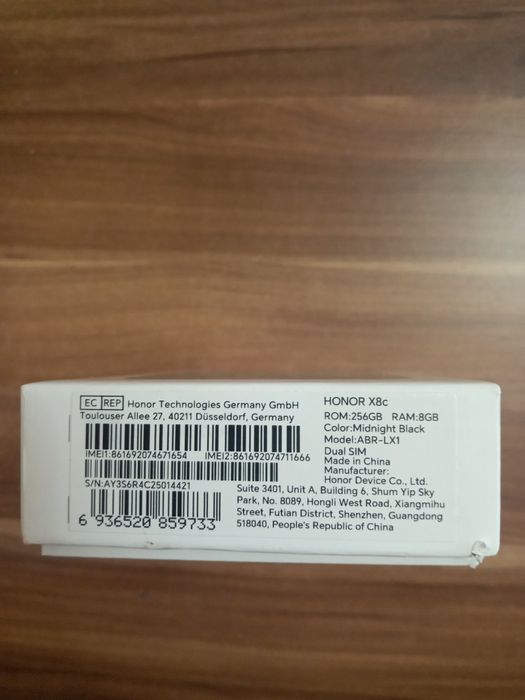 EC REP Honor Technologies Germany GmbH
Toulouser Allee 27, 40211 Düsseldorf, Germany
IMEI1:861692074671654 IMEI2:861692074711666
S/N:AY3S6R4C25014421
6 936520 859733
HONOR X8c
ROM:256GB RAM:8GB
Color:Midnight Black
Model:ABR-LX1
Dual SIM
Made in China
Manufacturer:
Honor Device Co., Ltd.
Suite 3401, Unit A, Building 6, Shum Yip Sky
Park, No. 8089, Hongli West Road, Xiangmihu
Street, Futian District, Shenzhen, Guangdong
518040, People's Republic of China